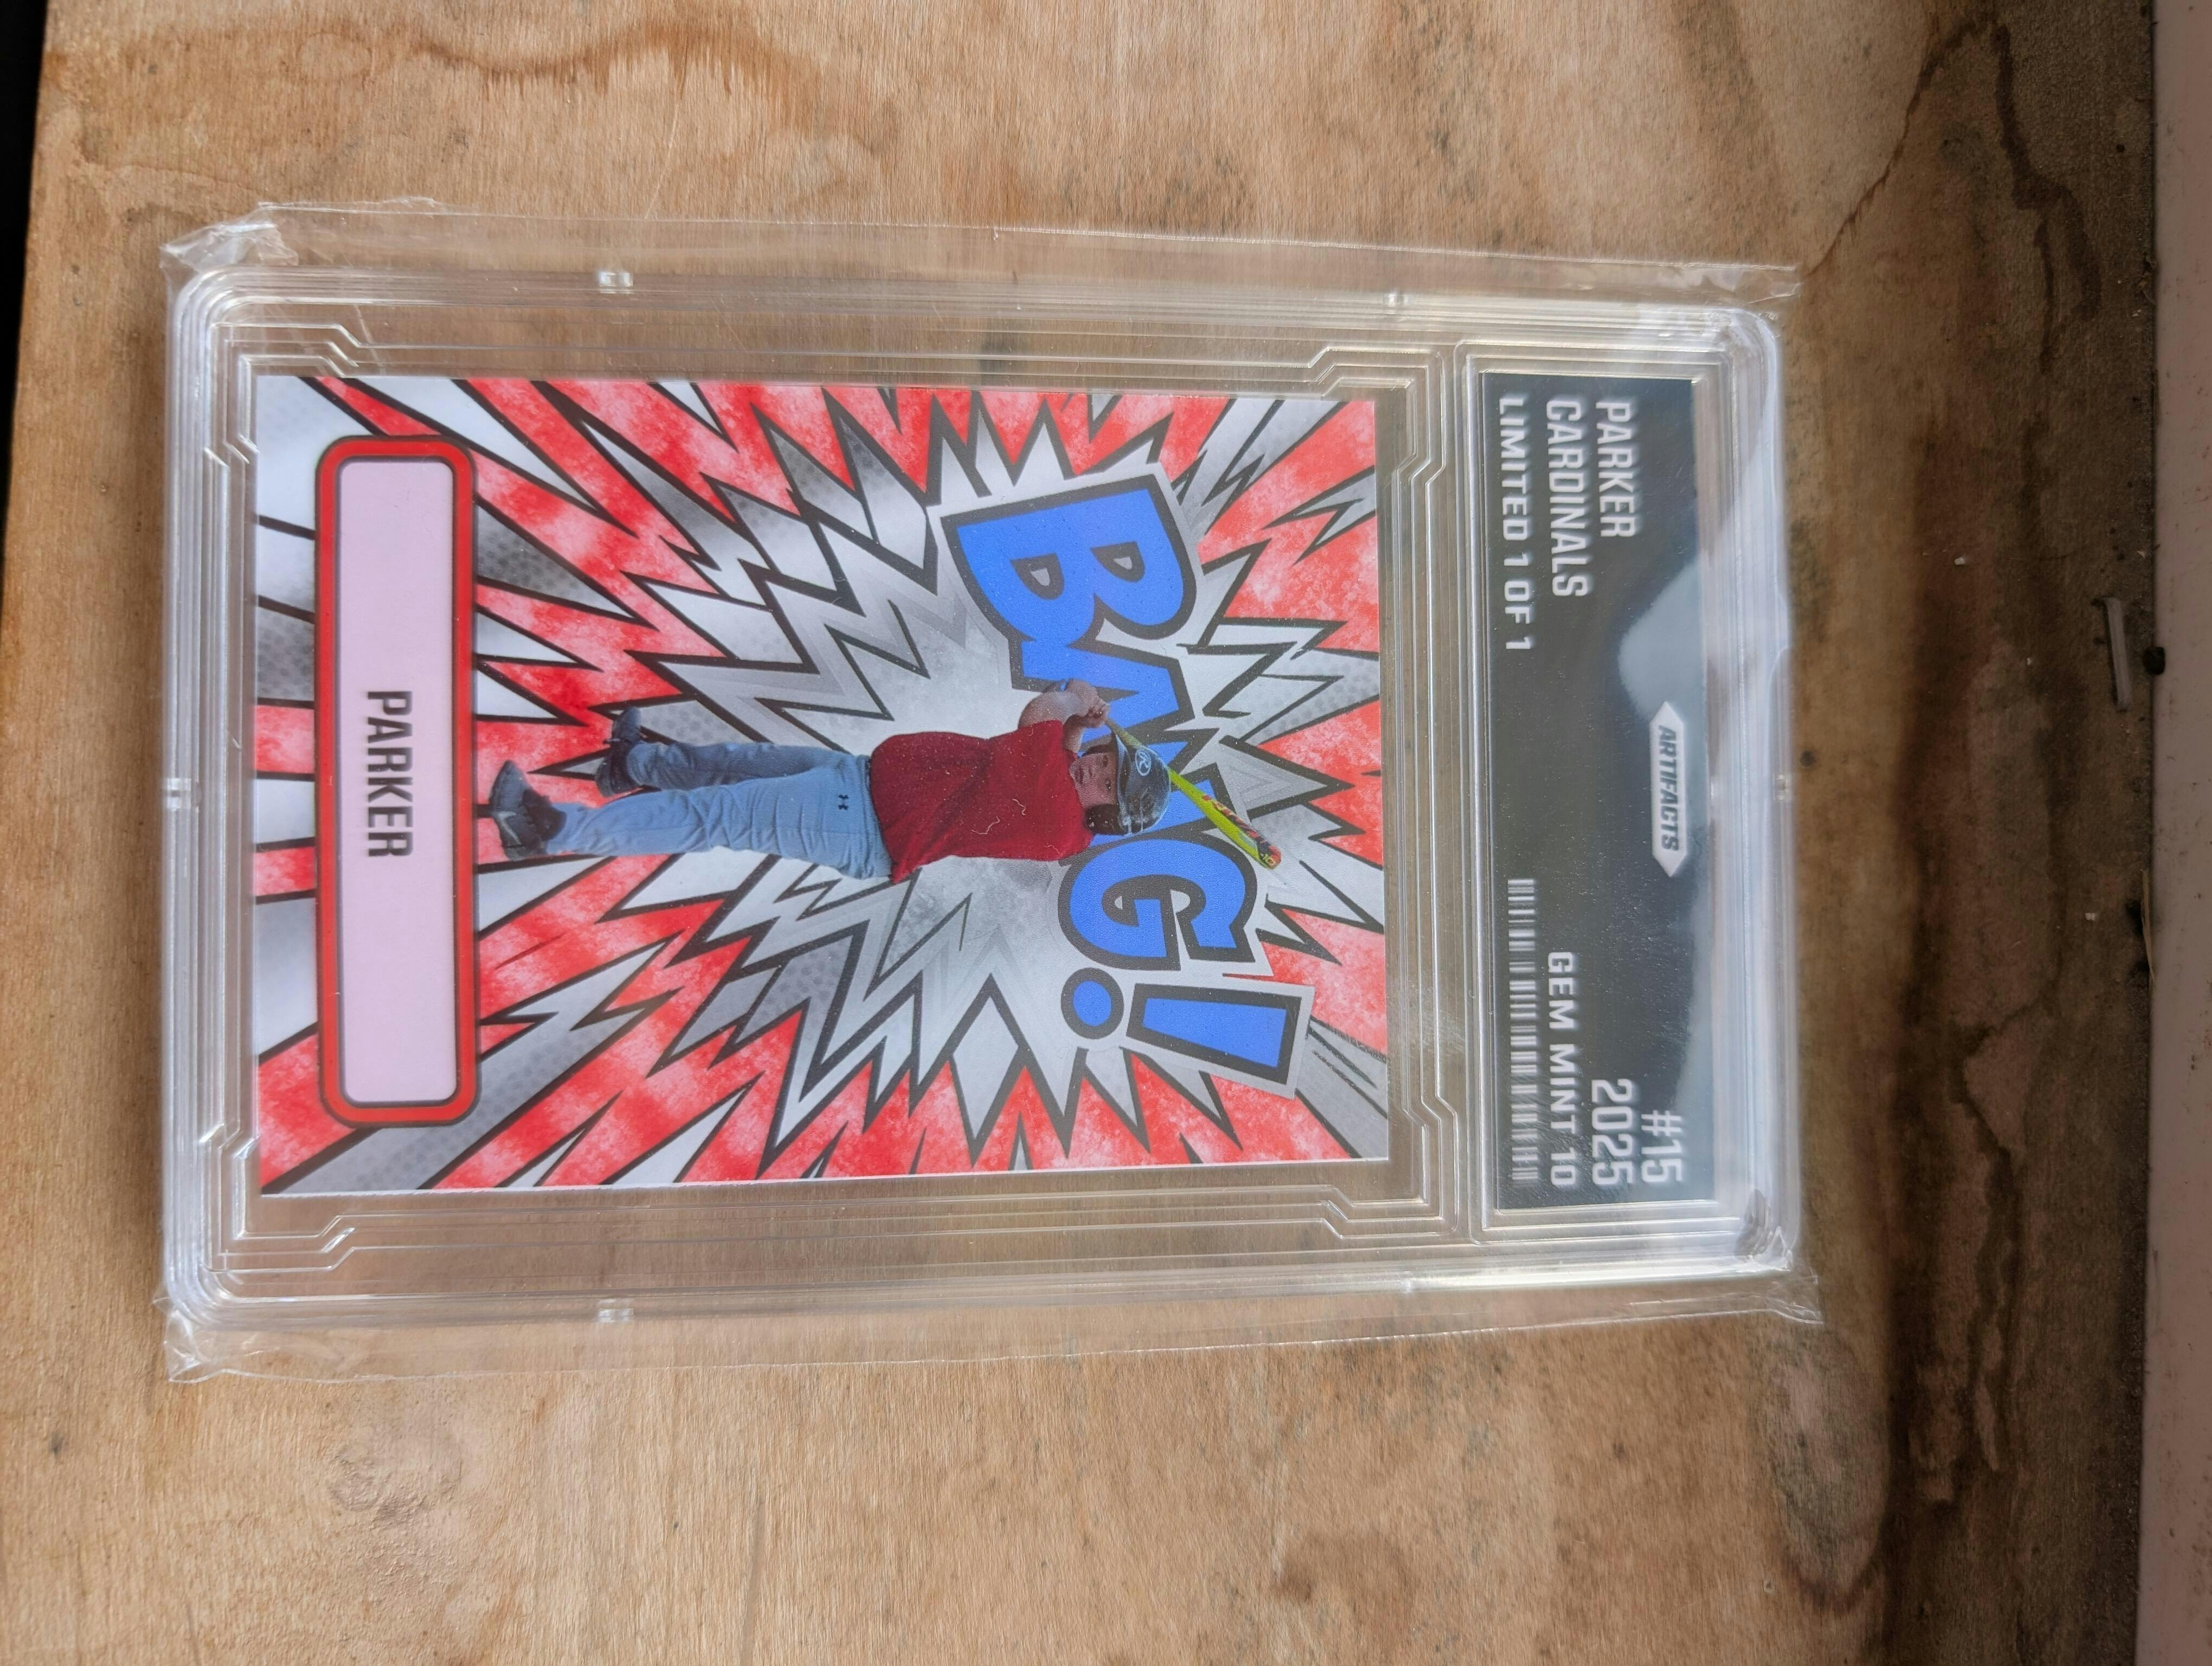 PARKER
CARDINALS
LIMITED 1 OF 1
ARTIFACTS
#15
2025
GEM MINT 10
BANG!
R
PARKER